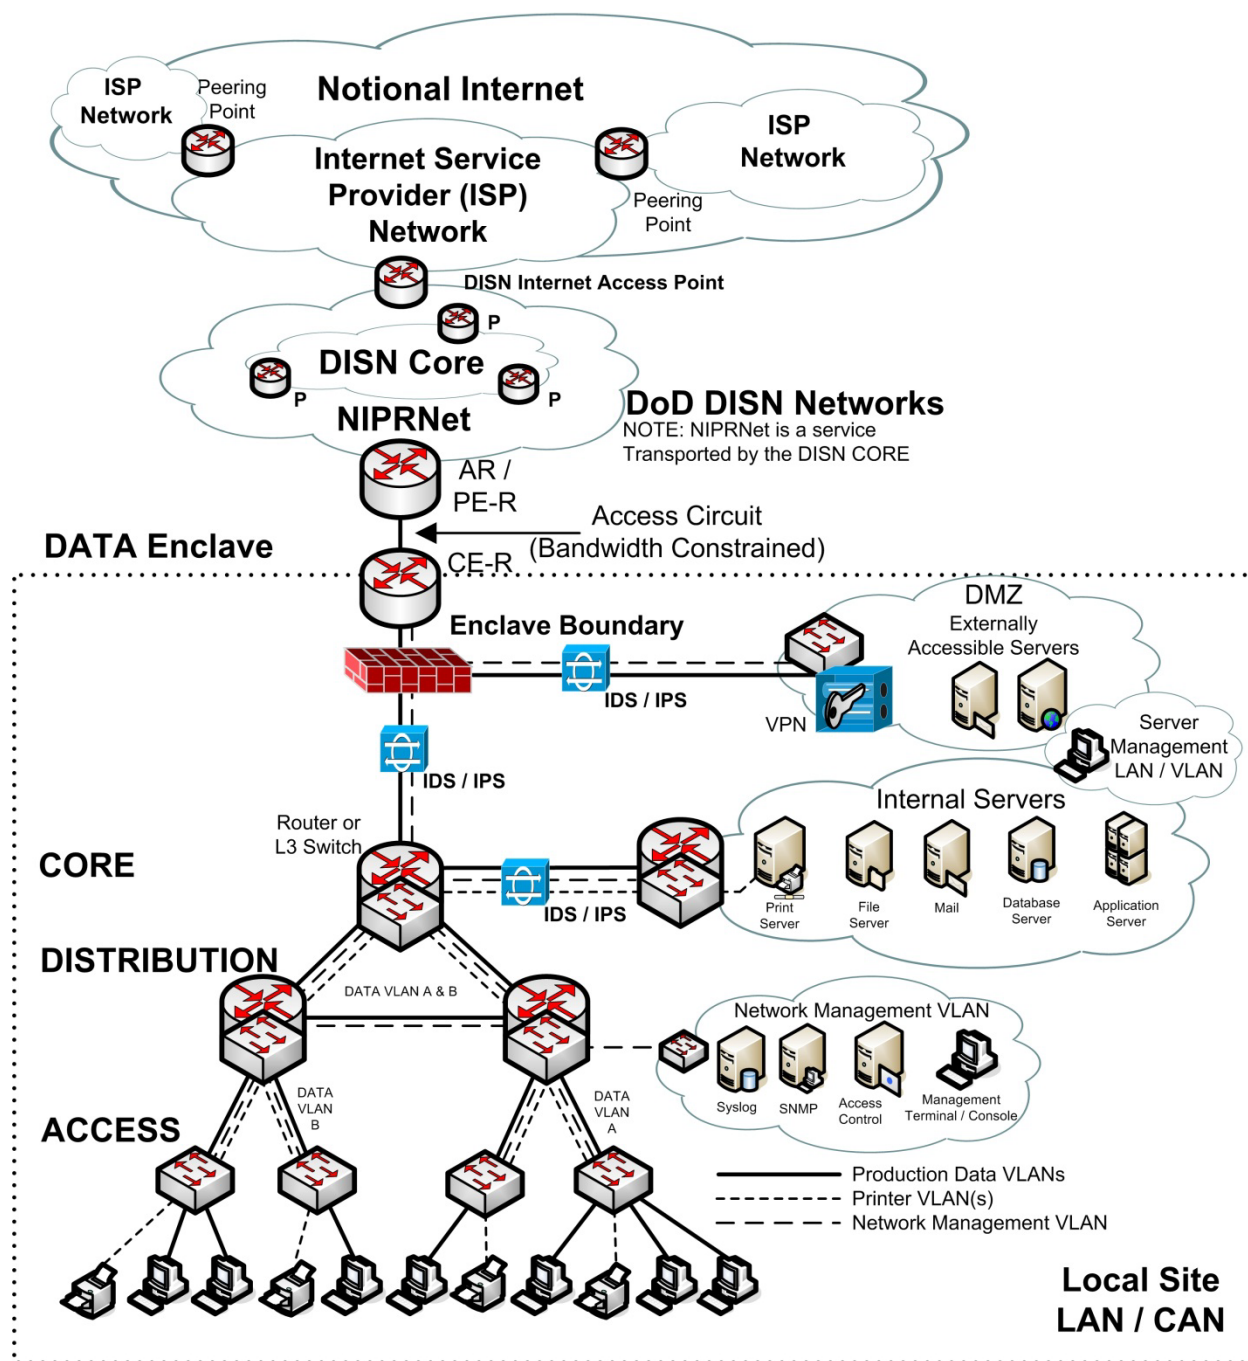 Notional Internet
ISP
Network
Peering
Point
ISP
Network
Internet Service
Provider (ISP)
Network
Peering
Point
DISN Internet Access Point
P
DISN Core
P
P
NIPRNet
DoD DISN Networks
NOTE: NIPRNet is a service
Transported by the DISN CORE
AR /
PE-R
Access Circuit
(Bandwidth Constrained)
DATA Enclave
CE-R
Enclave Boundary
DMZ
Externally
Accessible Servers
IDS / IPS
VPN
Server
Management
LAN / VLAN
IDS / IPS
Internal Servers
Router or
L3 Switch
CORE
IDS / IPS
Print
Server
File
Server
Mail
Database
Server
Application
Server
DISTRIBUTION
DATA VLAN A & B
Network Management VLAN
Syslog
SNMP
Access
Control
Management
Terminal / Console
DATA
VLAN
B
DATA
VLAN
A
ACCESS
Production Data VLANs
Printer VLAN(s)
Network Management VLAN
Local Site
LAN / CAN